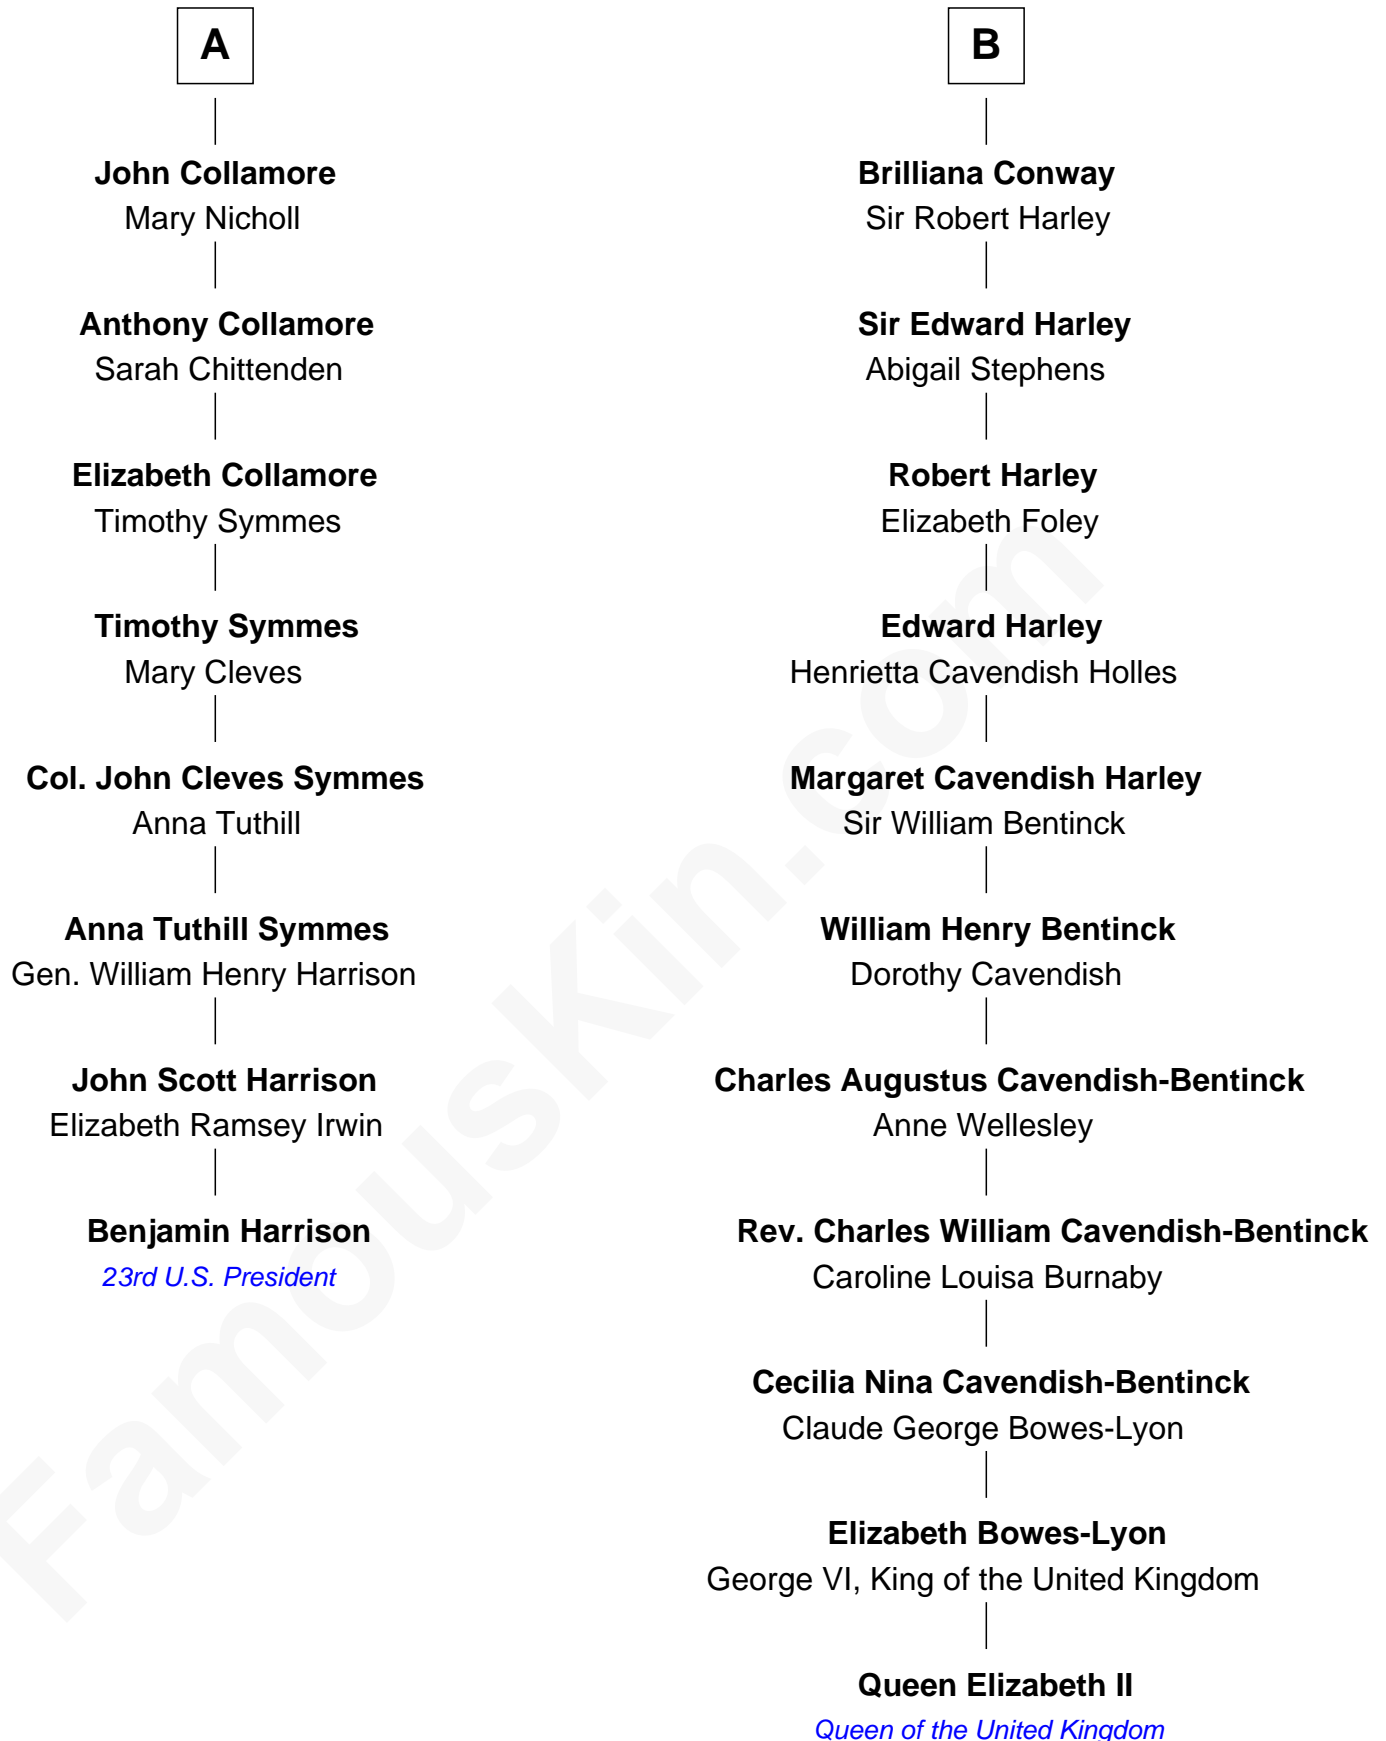 A
John Collamore
Mary Nicholl
Anthony Collamore
Sarah Chittenden
Elizabeth Collamore
Timothy Symmes
Timothy Symmes
Mary Cleves
Col. John Cleves Symmes
Anna Tuthill
Anna Tuthill Symmes
Gen. William Henry Harrison
John Scott Harrison
Elizabeth Ramsey Irwin
Benjamin Harrison
23rd U.S. President
B
Brilliana Conway
Sir Robert Harley
Sir Edward Harley
Abigail Stephens
Robert Harley
Elizabeth Foley
Edward Harley
Henrietta Cavendish Holles
Margaret Cavendish Harley
Sir William Bentinck
William Henry Bentinck
Dorothy Cavendish
Charles Augustus Cavendish-Bentinck
Anne Wellesley
Rev. Charles William Cavendish-Bentinck
Caroline Louisa Burnaby
Cecilia Nina Cavendish-Bentinck
Claude George Bowes-Lyon
Elizabeth Bowes-Lyon
George VI, King of the United Kingdom
Queen Elizabeth II
Queen of the United Kingdom
FamousKin.com